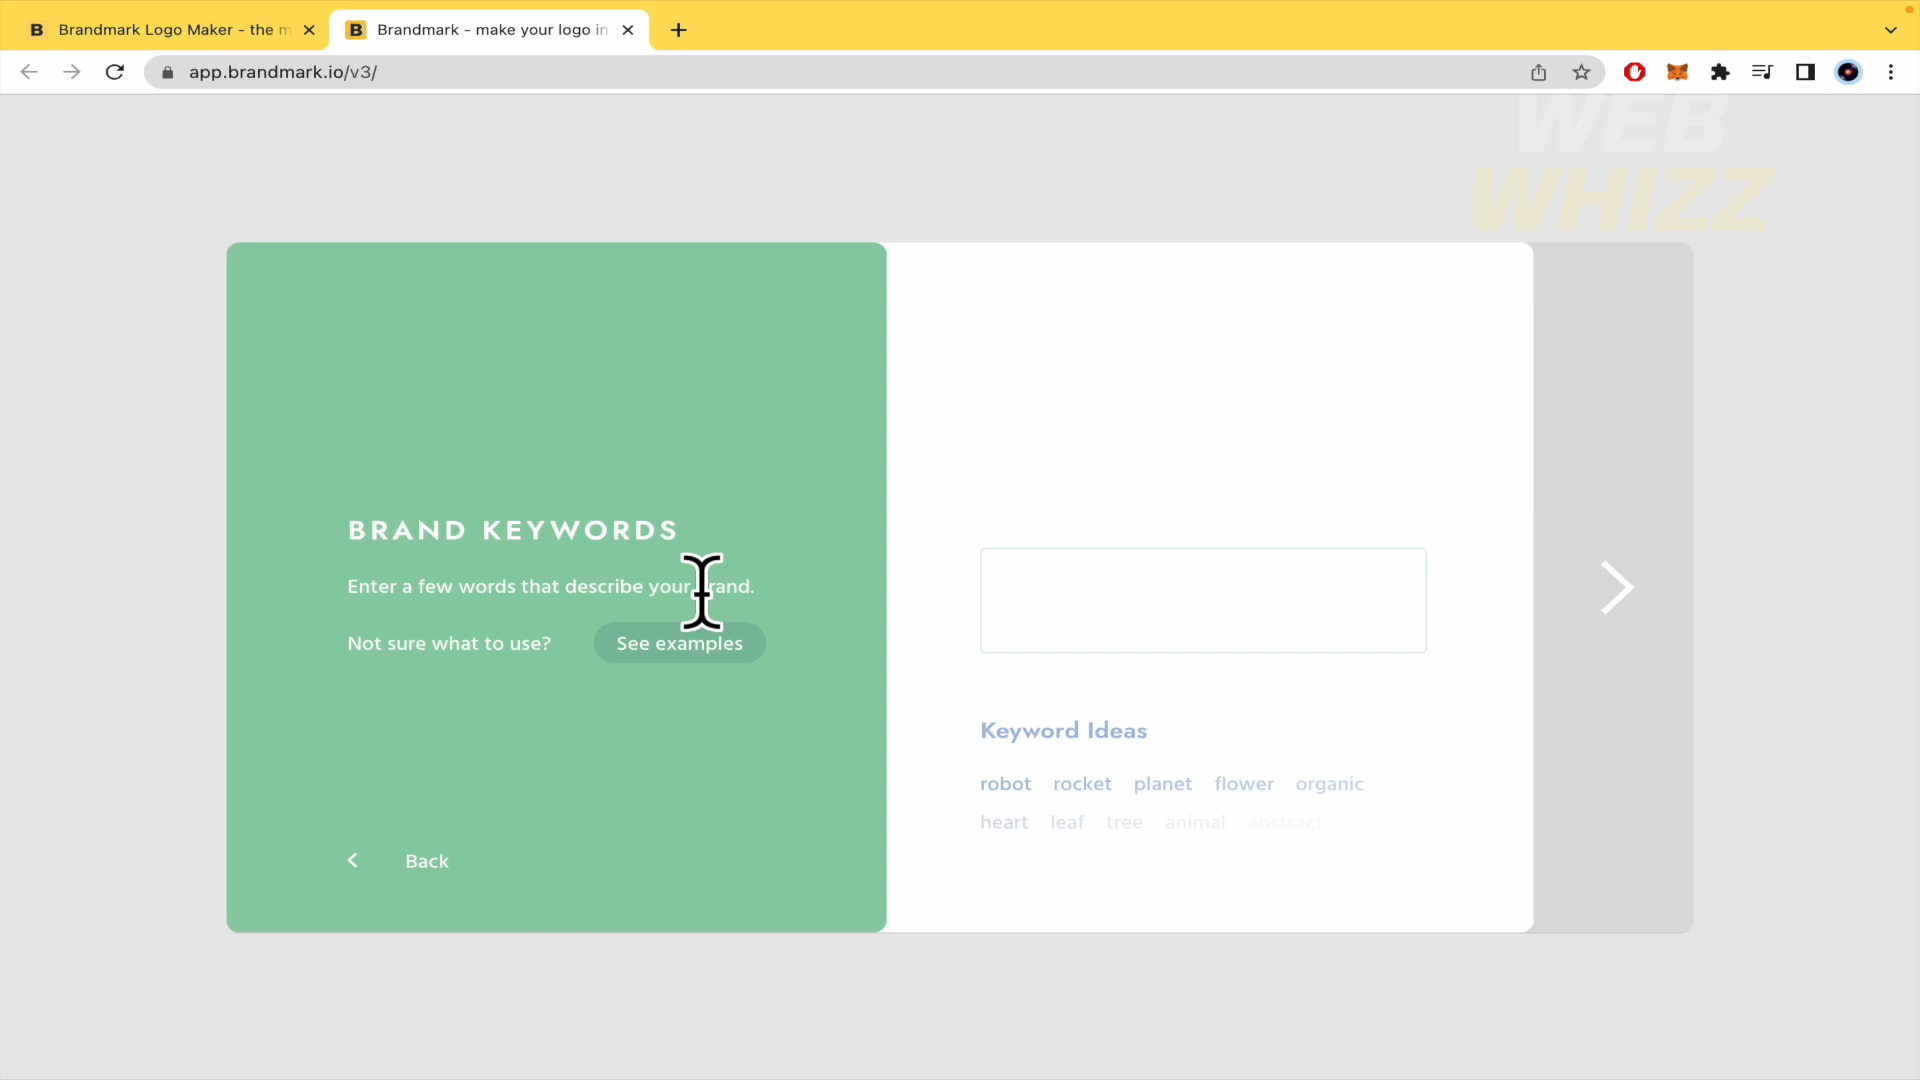 B Brandmark Logo Maker - the m
B Brandmark - make your logo in
app.brandmark.io/v3/
WEB
WHIZZ
BRAND KEYWORDS
Enter a few words that describe your rand.
Not sure what to use? See examples
Back
Keyword Ideas
robot rocket planet flower organic
heart leaf tree animal abstract